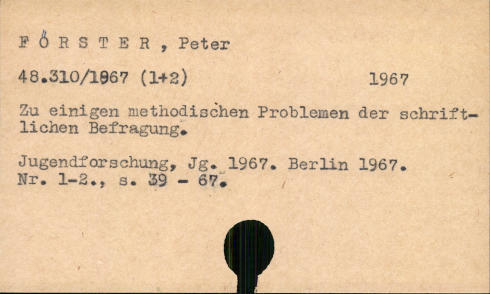 FÖRSTER, Peter
48.310/1967 (1+2) 1967
Zu einigen methodischen Problemen der schrift-
lichen Befragung.
Jugendforschung, Jg. 1967. Berlin 1967.
Nr. 1-2., s. 39 - 67.